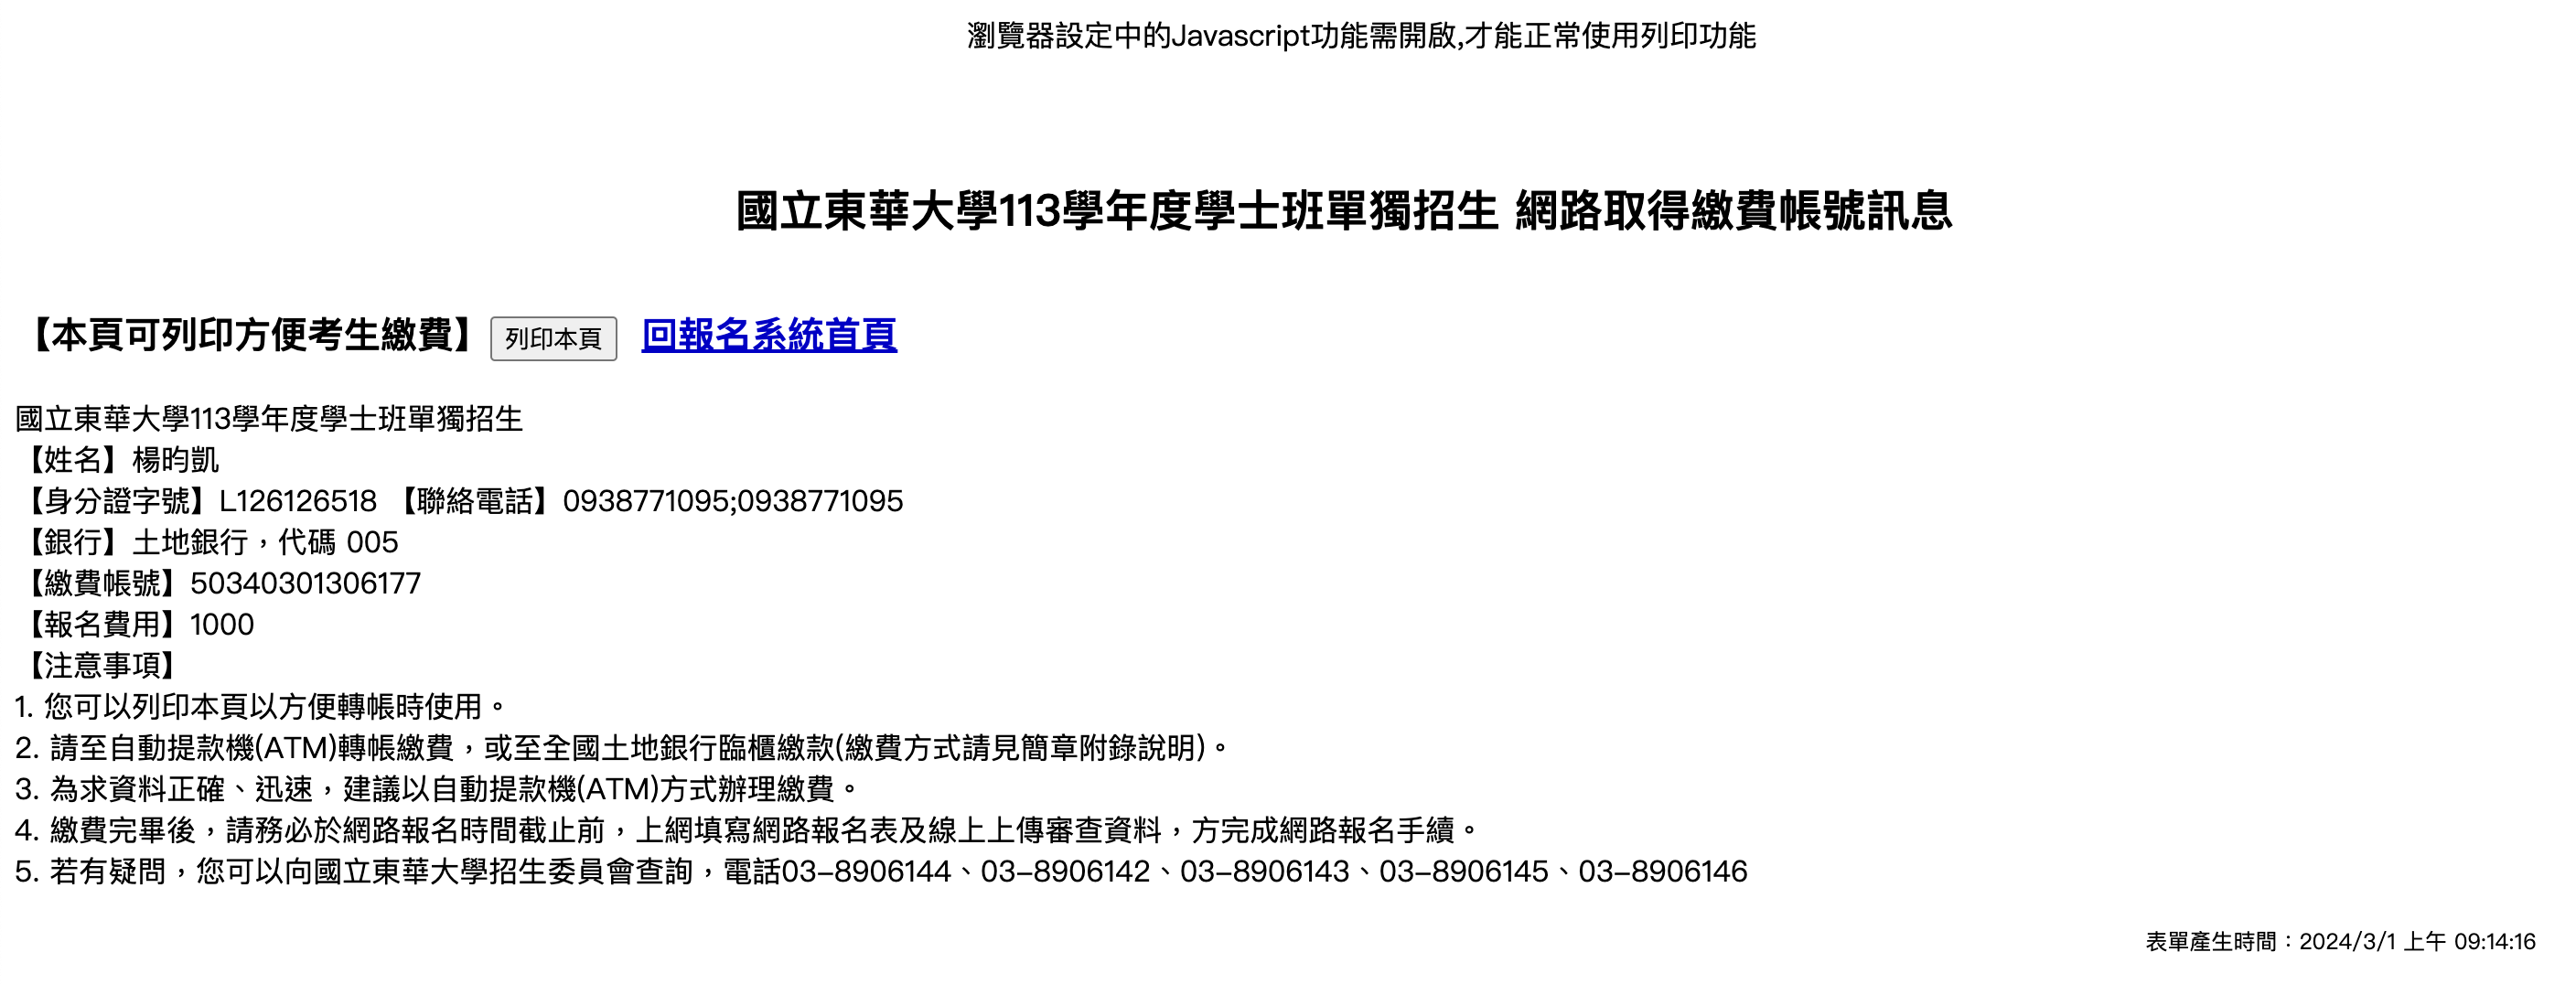 瀏覽器設定中的Javascript功能需開啟,才能正常使用列印功能
國立東華大學113學年度學士班單獨招生 網路取得繳費帳號訊息
【本頁可列印方便考生繳費】 列印本頁 回報名系統首頁
國立東華大學113學年度學士班單獨招生
【姓名】楊昀凱
【身分證字號】L126126518 【聯絡電話】0938771095;0938771095
【銀行】土地銀行，代碼 005
【繳費帳號】50340301306177
【報名費用】1000
【注意事項】
1. 您可以列印本頁以方便轉帳時使用。
2. 請至自動提款機(ATM)轉帳繳費，或至全國土地銀行臨櫃繳款(繳費方式請見簡章附錄說明)。
3. 為求資料正確、迅速，建議以自動提款機(ATM)方式辦理繳費。
4. 繳費完畢後，請務必於網路報名時間截止前，上網填寫網路報名表及線上上傳審查資料，方完成網路報名手續。
5. 若有疑問，您可以向國立東華大學招生委員會查詢，電話03-8906144、03-8906142、03-8906143、03-8906145、03-8906146
表單產生時間：2024/3/1 上午 09:14:16